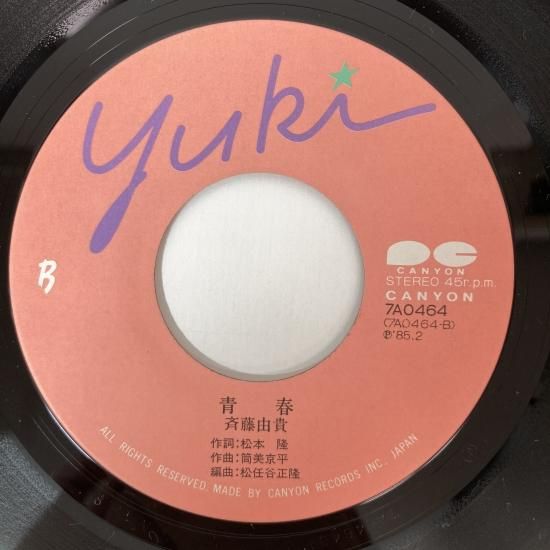 yuki
B
CANYON
STEREO 45r.p.m.
CANYON
7A0464
(7A0464-B)
℗'85.2
青春
斉藤由貴
作詞:松本 隆
作曲:筒美京平
編曲:松任谷正隆
ALL RIGHTS RESERVED. MADE BY CANYON RECORDS INC. JAPAN